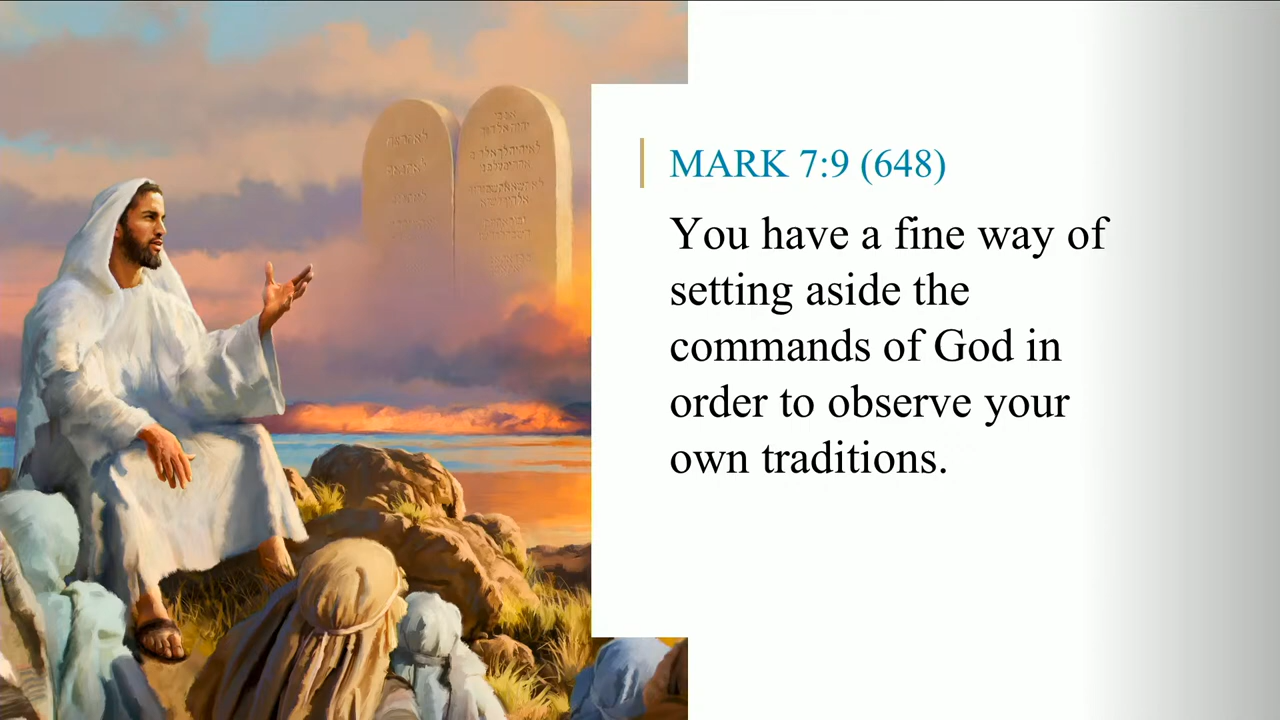 MARK 7:9 (648)
You have a fine way of
setting aside the
commands of God in
order to observe your
own traditions.